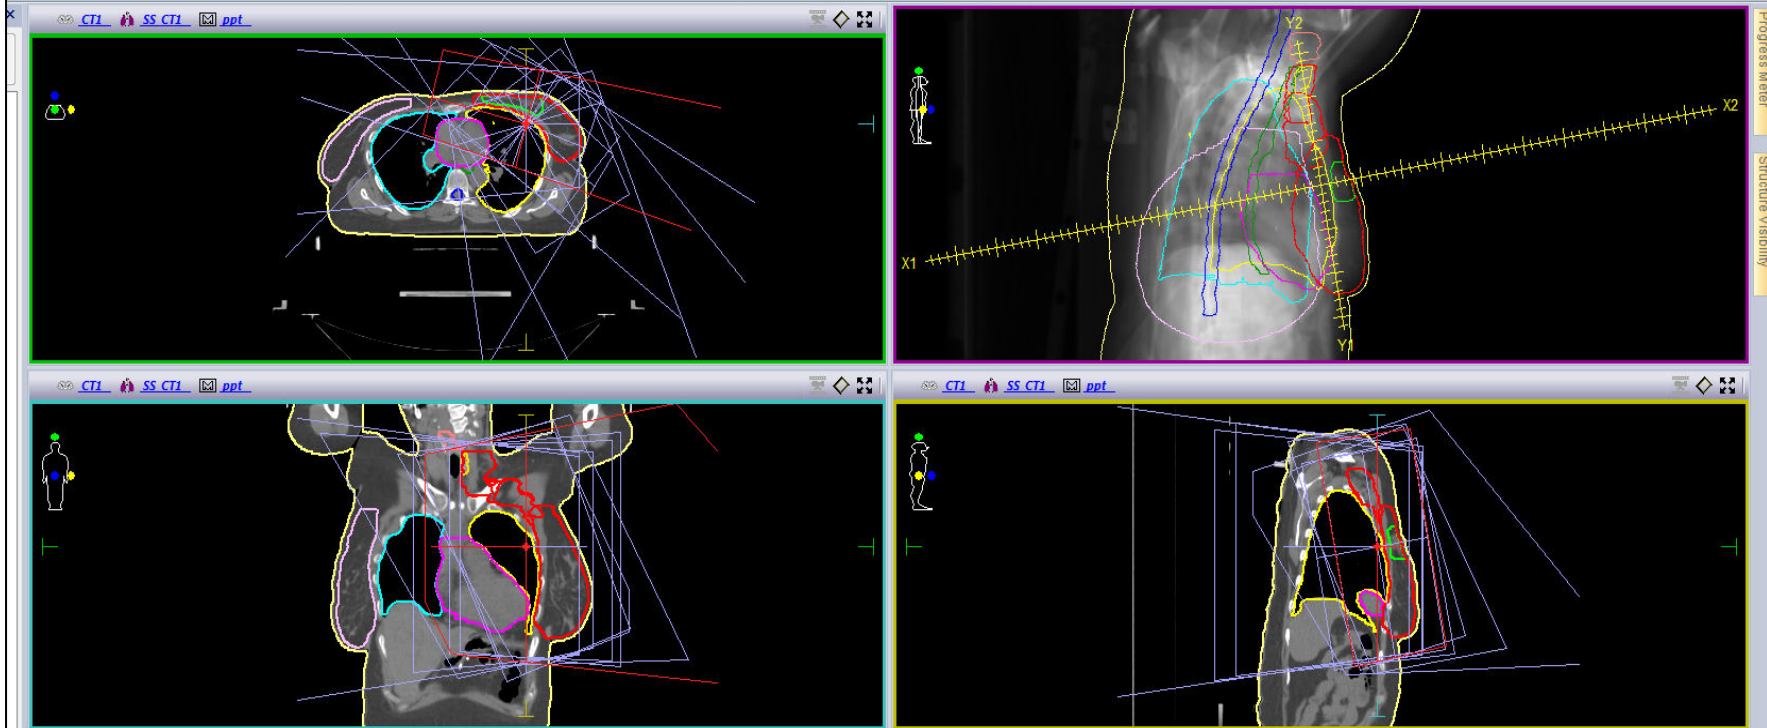 CT1 SS CT1 ppt
Y2
X2
X1
Y1
Progress Meter
Structure Visibility
CT1 SS CT1 ppt
CT1 SS CT1 ppt